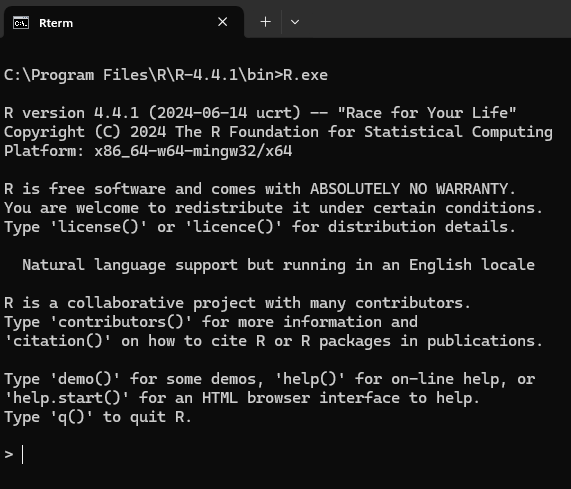 Rterm
C:\Program Files\R\R-4.4.1\bin>R.exe
R version 4.4.1 (2024-06-14 ucrt) -- "Race for Your Life"
Copyright (C) 2024 The R Foundation for Statistical Computing
Platform: x86_64-w64-mingw32/x64
R is free software and comes with ABSOLUTELY NO WARRANTY.
You are welcome to redistribute it under certain conditions.
Type 'license()' or 'licence()' for distribution details.
Natural language support but running in an English locale
R is a collaborative project with many contributors.
Type 'contributors()' for more information and
'citation()' on how to cite R or R packages in publications.
Type 'demo()' for some demos, 'help()' for on-line help, or
'help.start()' for an HTML browser interface to help.
Type 'q()' to quit R.
>